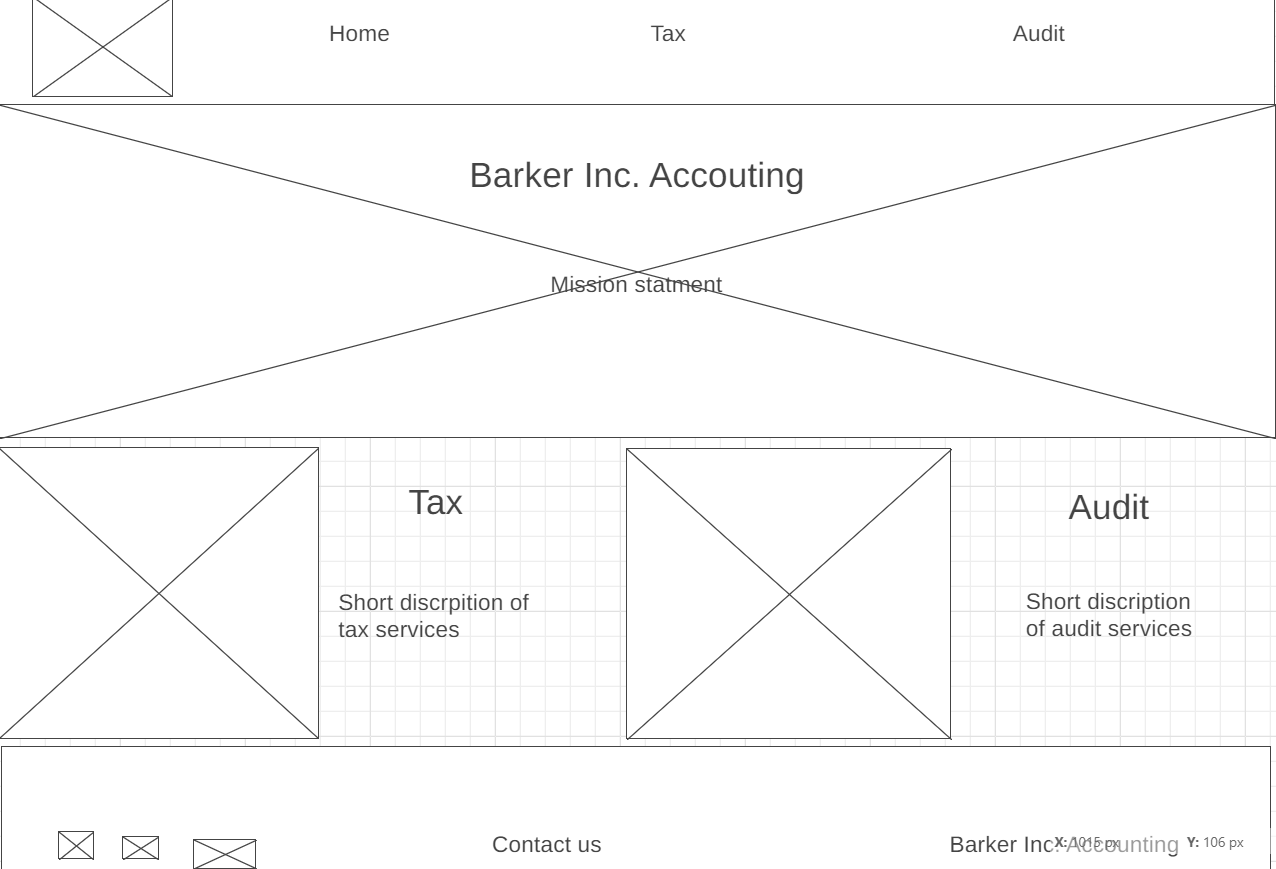 Home
Tax
Audit
Barker Inc. Accouting
Mission statment
Tax
Short discrpition of
tax services
Audit
Short discription
of audit services
Contact us
Barker Inc. Accounting
X: 1015 px Y: 106 px